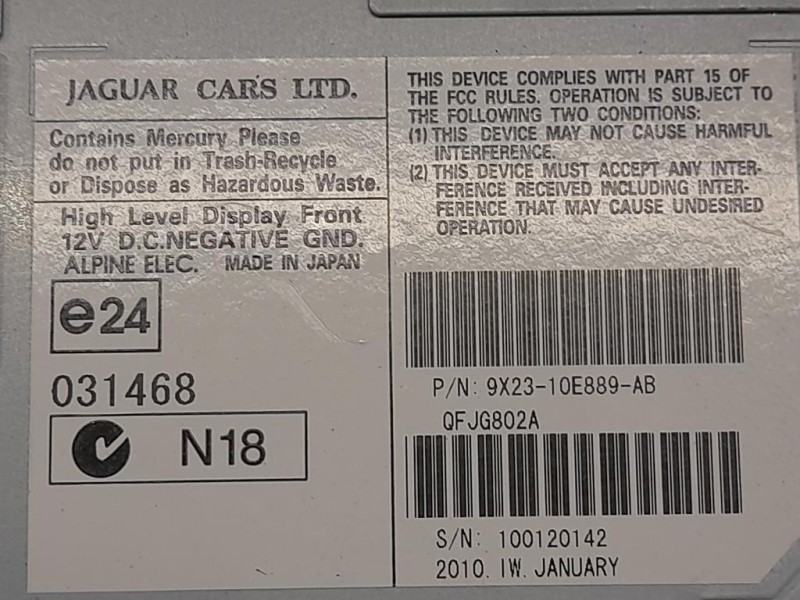 JAGUAR CARS LTD.
Contains Mercury Please
do not put in Trash-Recycle
or Dispose as Hazardous Waste.
High Level Display Front
12V D.C.NEGATIVE GND.
ALPINE ELEC. MADE IN JAPAN
e24
031468
N18
THIS DEVICE COMPLIES WITH PART 15 OF
THE FCC RULES. OPERATION IS SUBJECT TO
THE FOLLOWING TWO CONDITIONS:
(1) THIS DEVICE MAY NOT CAUSE HARMFUL
INTERFERENCE.
(2) THIS DEVICE MUST ACCEPT ANY INTER-
FERENCE RECEIVED INCLUDING INTER-
FERENCE THAT MAY CAUSE UNDESIRED
OPERATION.
P/N: 9X23-10E889-AB
QFJG802A
S/N: 100120142
2010. IW. JANUARY